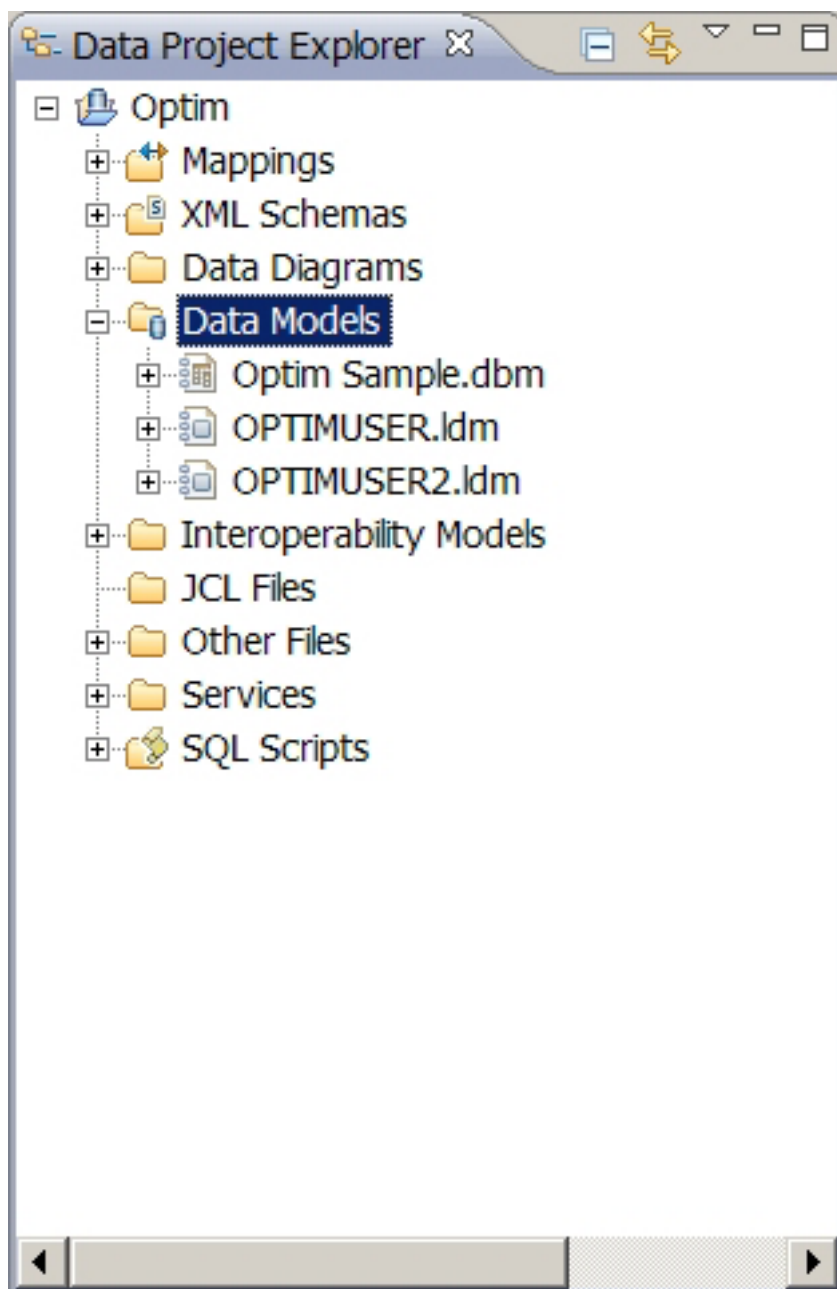 Data Project Explorer
Optim
Mappings
XML Schemas
Data Diagrams
Data Models
Optim Sample.dbm
OPTIMUSER.ldm
OPTIMUSER2.ldm
Interoperability Models
JCL Files
Other Files
Services
SQL Scripts